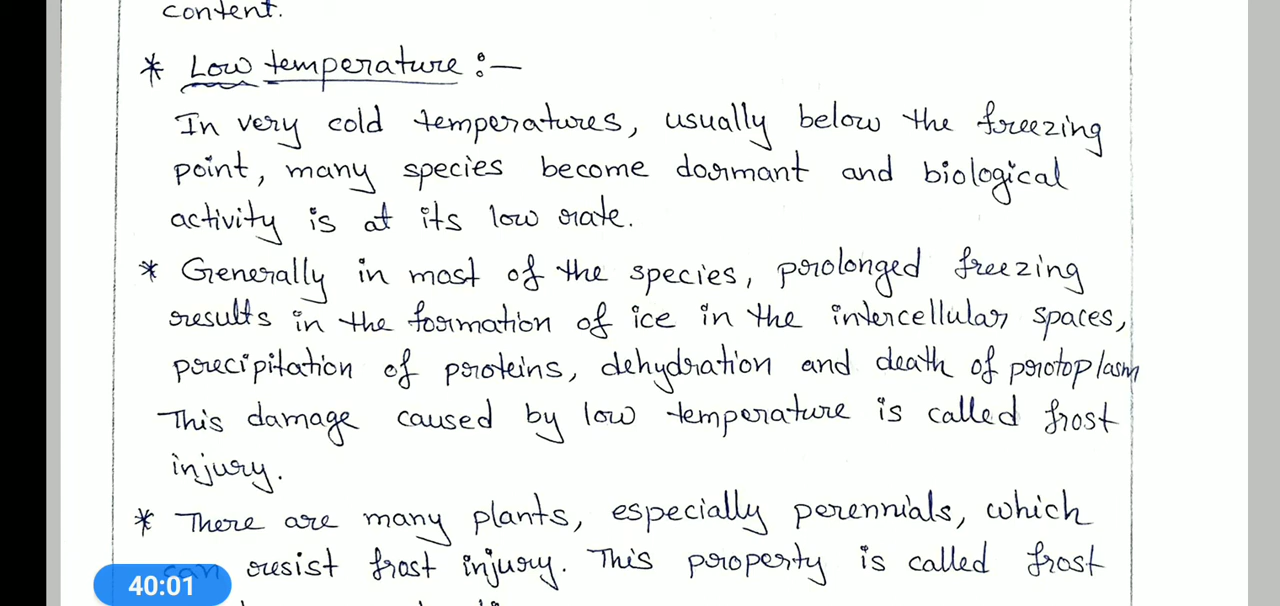 content.
* Low temperature :—
In very cold temperatures, usually below the freezing
point, many species become dormant and biological
activity is at its low rate.
* Generally in most of the species, prolonged freezing
results in the formation of ice in the intercellular spaces,
precipitation of proteins, dehydration and death of protoplasm
This damage caused by low temperature is called frost
injury.
* There are many plants, especially perennials, which
can resist frost injury. This property is called frost
40:01